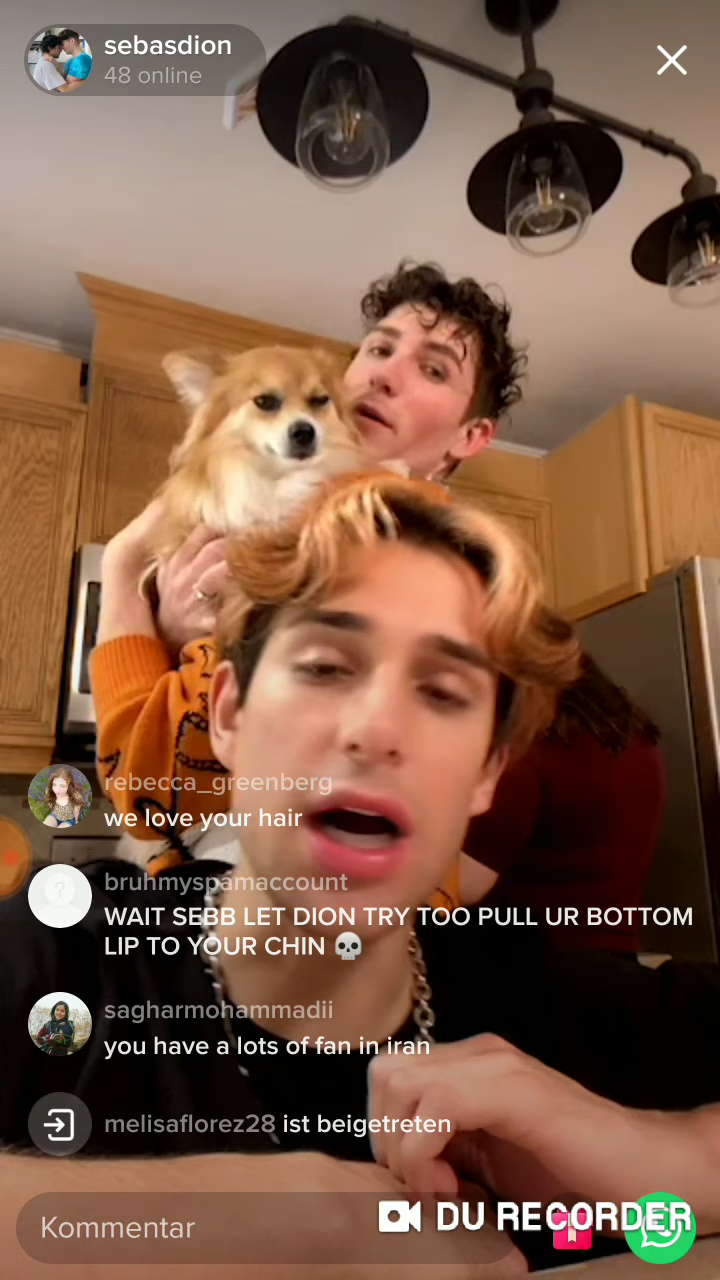 sebasdion
48 online
rebecca_greenberg
we love your hair
bruhmyspamaccount
WAIT SEBB LET DION TRY TOO PULL UR BOTTOM
LIP TO YOUR CHIN 💀
sagharmohammadii
you have a lots of fan in iran
melisaflorez28 ist beigetreten
Kommentar
DU RECORDER